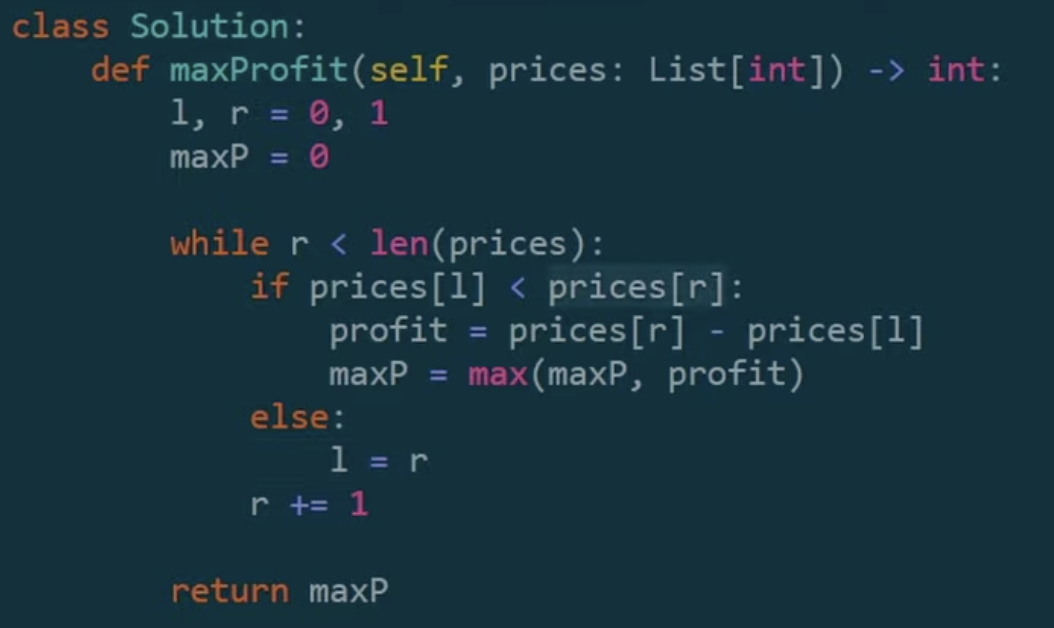 class Solution:
    def maxProfit(self, prices: List[int]) -> int:
        l, r = 0, 1
        maxP = 0

        while r < len(prices):
            if prices[l] < prices[r]:
                profit = prices[r] - prices[l]
                maxP = max(maxP, profit)
            else:
                l = r
            r += 1

        return maxP